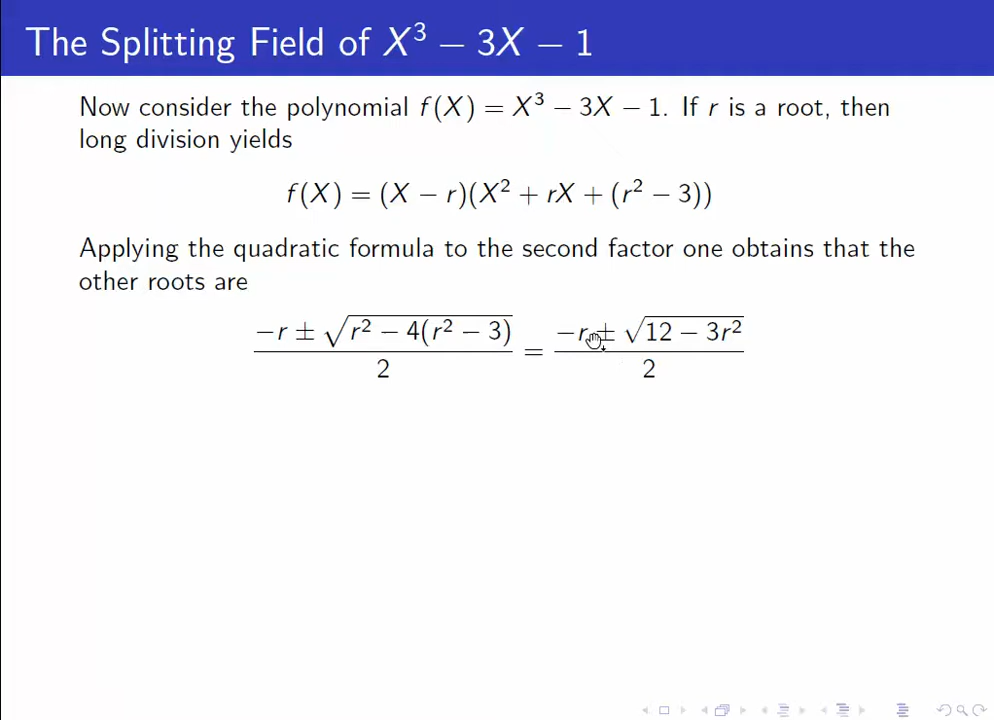 The Splitting Field of X³ − 3X − 1
Now consider the polynomial f(X) = X³ − 3X − 1. If r is a root, then
long division yields
f(X) = (X − r)(X² + rX + (r² − 3))
Applying the quadratic formula to the second factor one obtains that the
other roots are
(−r ± √(r² − 4(r² − 3)))/2 = (−r ± √(12 − 3r²))/2